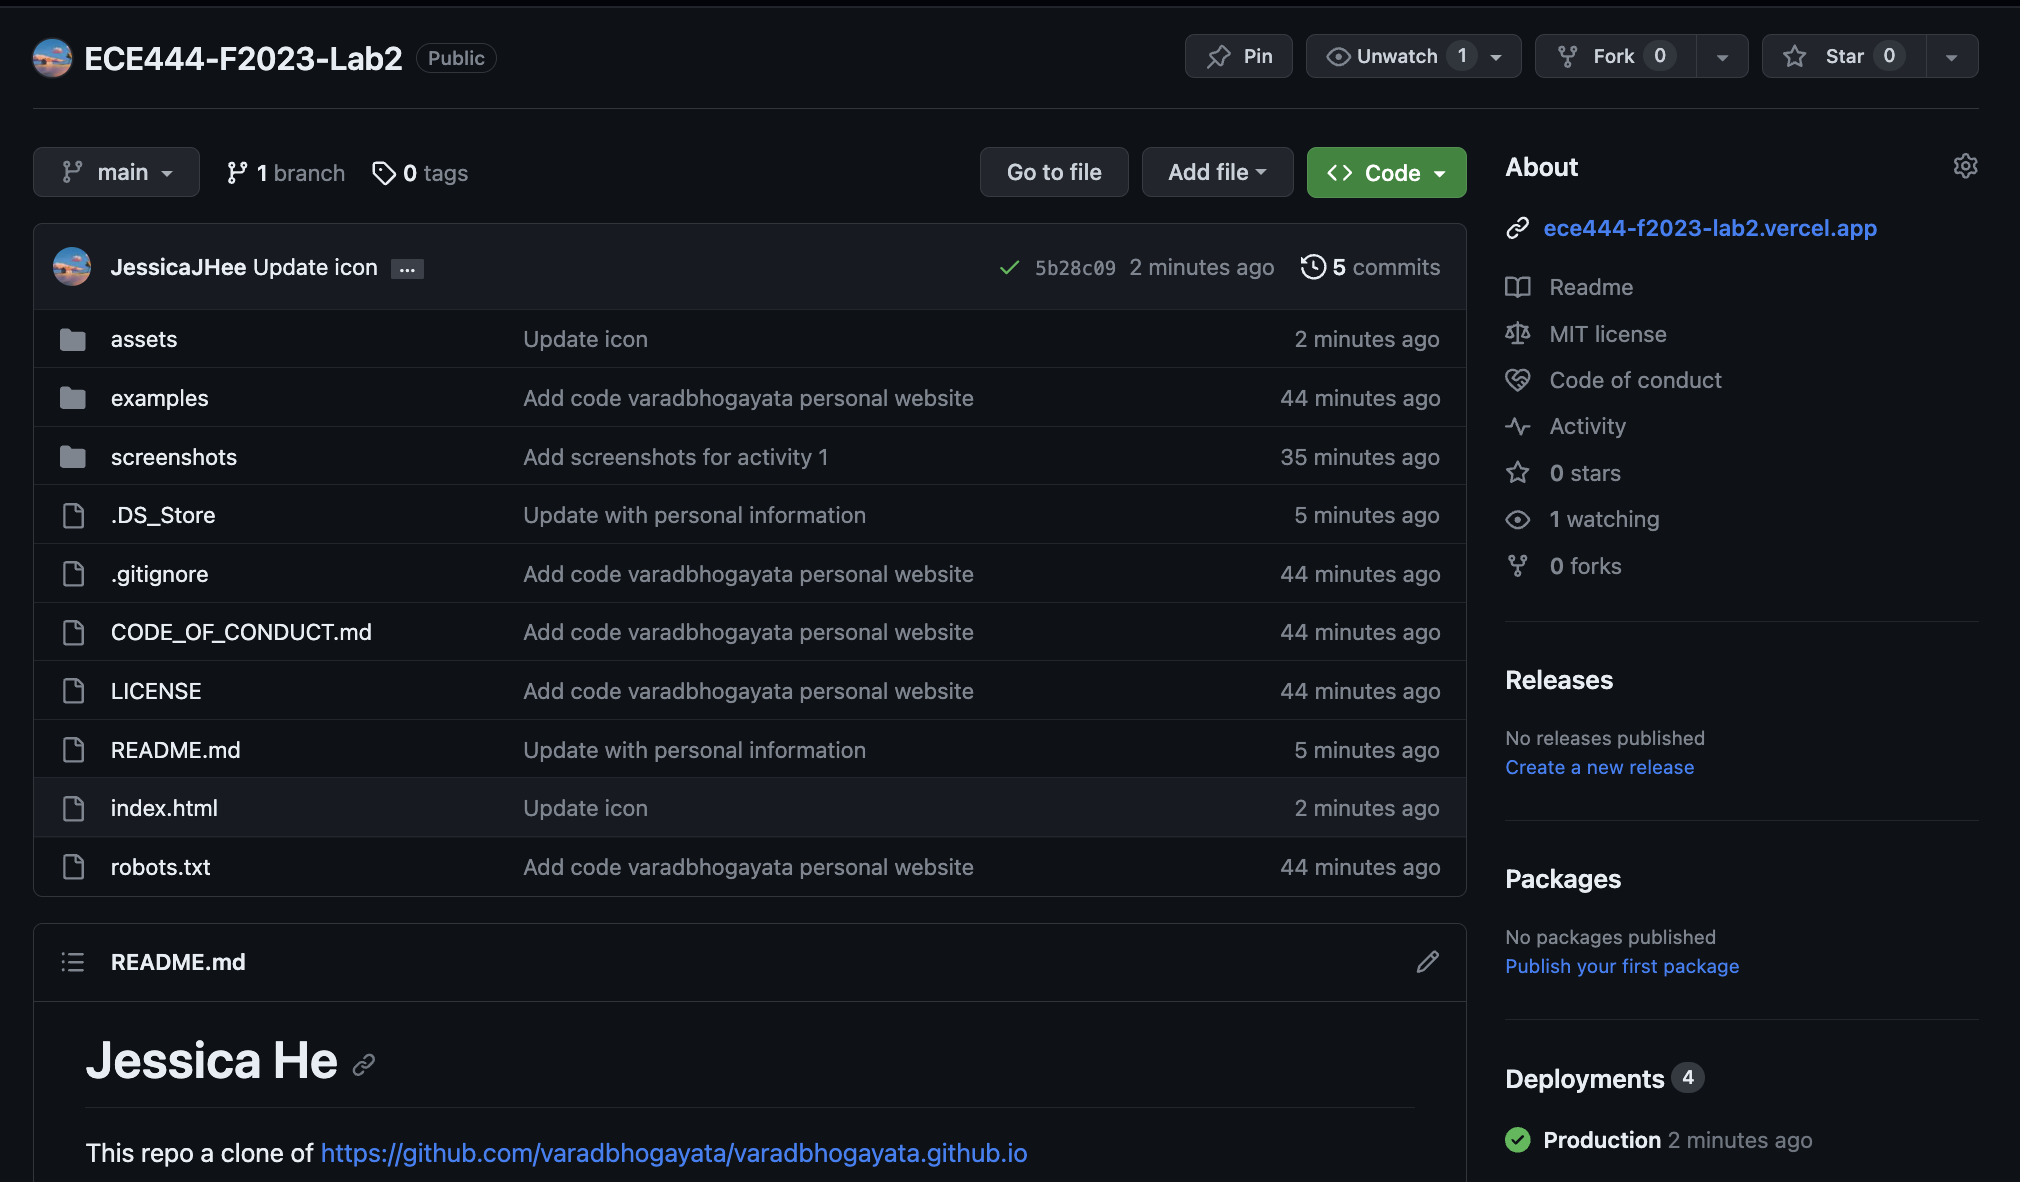 ECE444-F2023-Lab2 Public Pin Unwatch 1 Fork 0 Star 0
main 1 branch 0 tags Go to file Add file Code
JessicaJHee Update icon ... 5b28c09 2 minutes ago 5 commits
assets Update icon 2 minutes ago
examples Add code varadbhogayata personal website 44 minutes ago
screenshots Add screenshots for activity 1 35 minutes ago
.DS_Store Update with personal information 5 minutes ago
.gitignore Add code varadbhogayata personal website 44 minutes ago
CODE_OF_CONDUCT.md Add code varadbhogayata personal website 44 minutes ago
LICENSE Add code varadbhogayata personal website 44 minutes ago
README.md Update with personal information 5 minutes ago
index.html Update icon 2 minutes ago
robots.txt Add code varadbhogayata personal website 44 minutes ago
README.md
Jessica He
This repo a clone of https://github.com/varadbhogayata/varadbhogayata.github.io
About
ece444-f2023-lab2.vercel.app
Readme
MIT license
Code of conduct
Activity
0 stars
1 watching
0 forks
Releases
No releases published
Create a new release
Packages
No packages published
Publish your first package
Deployments 4
Production 2 minutes ago